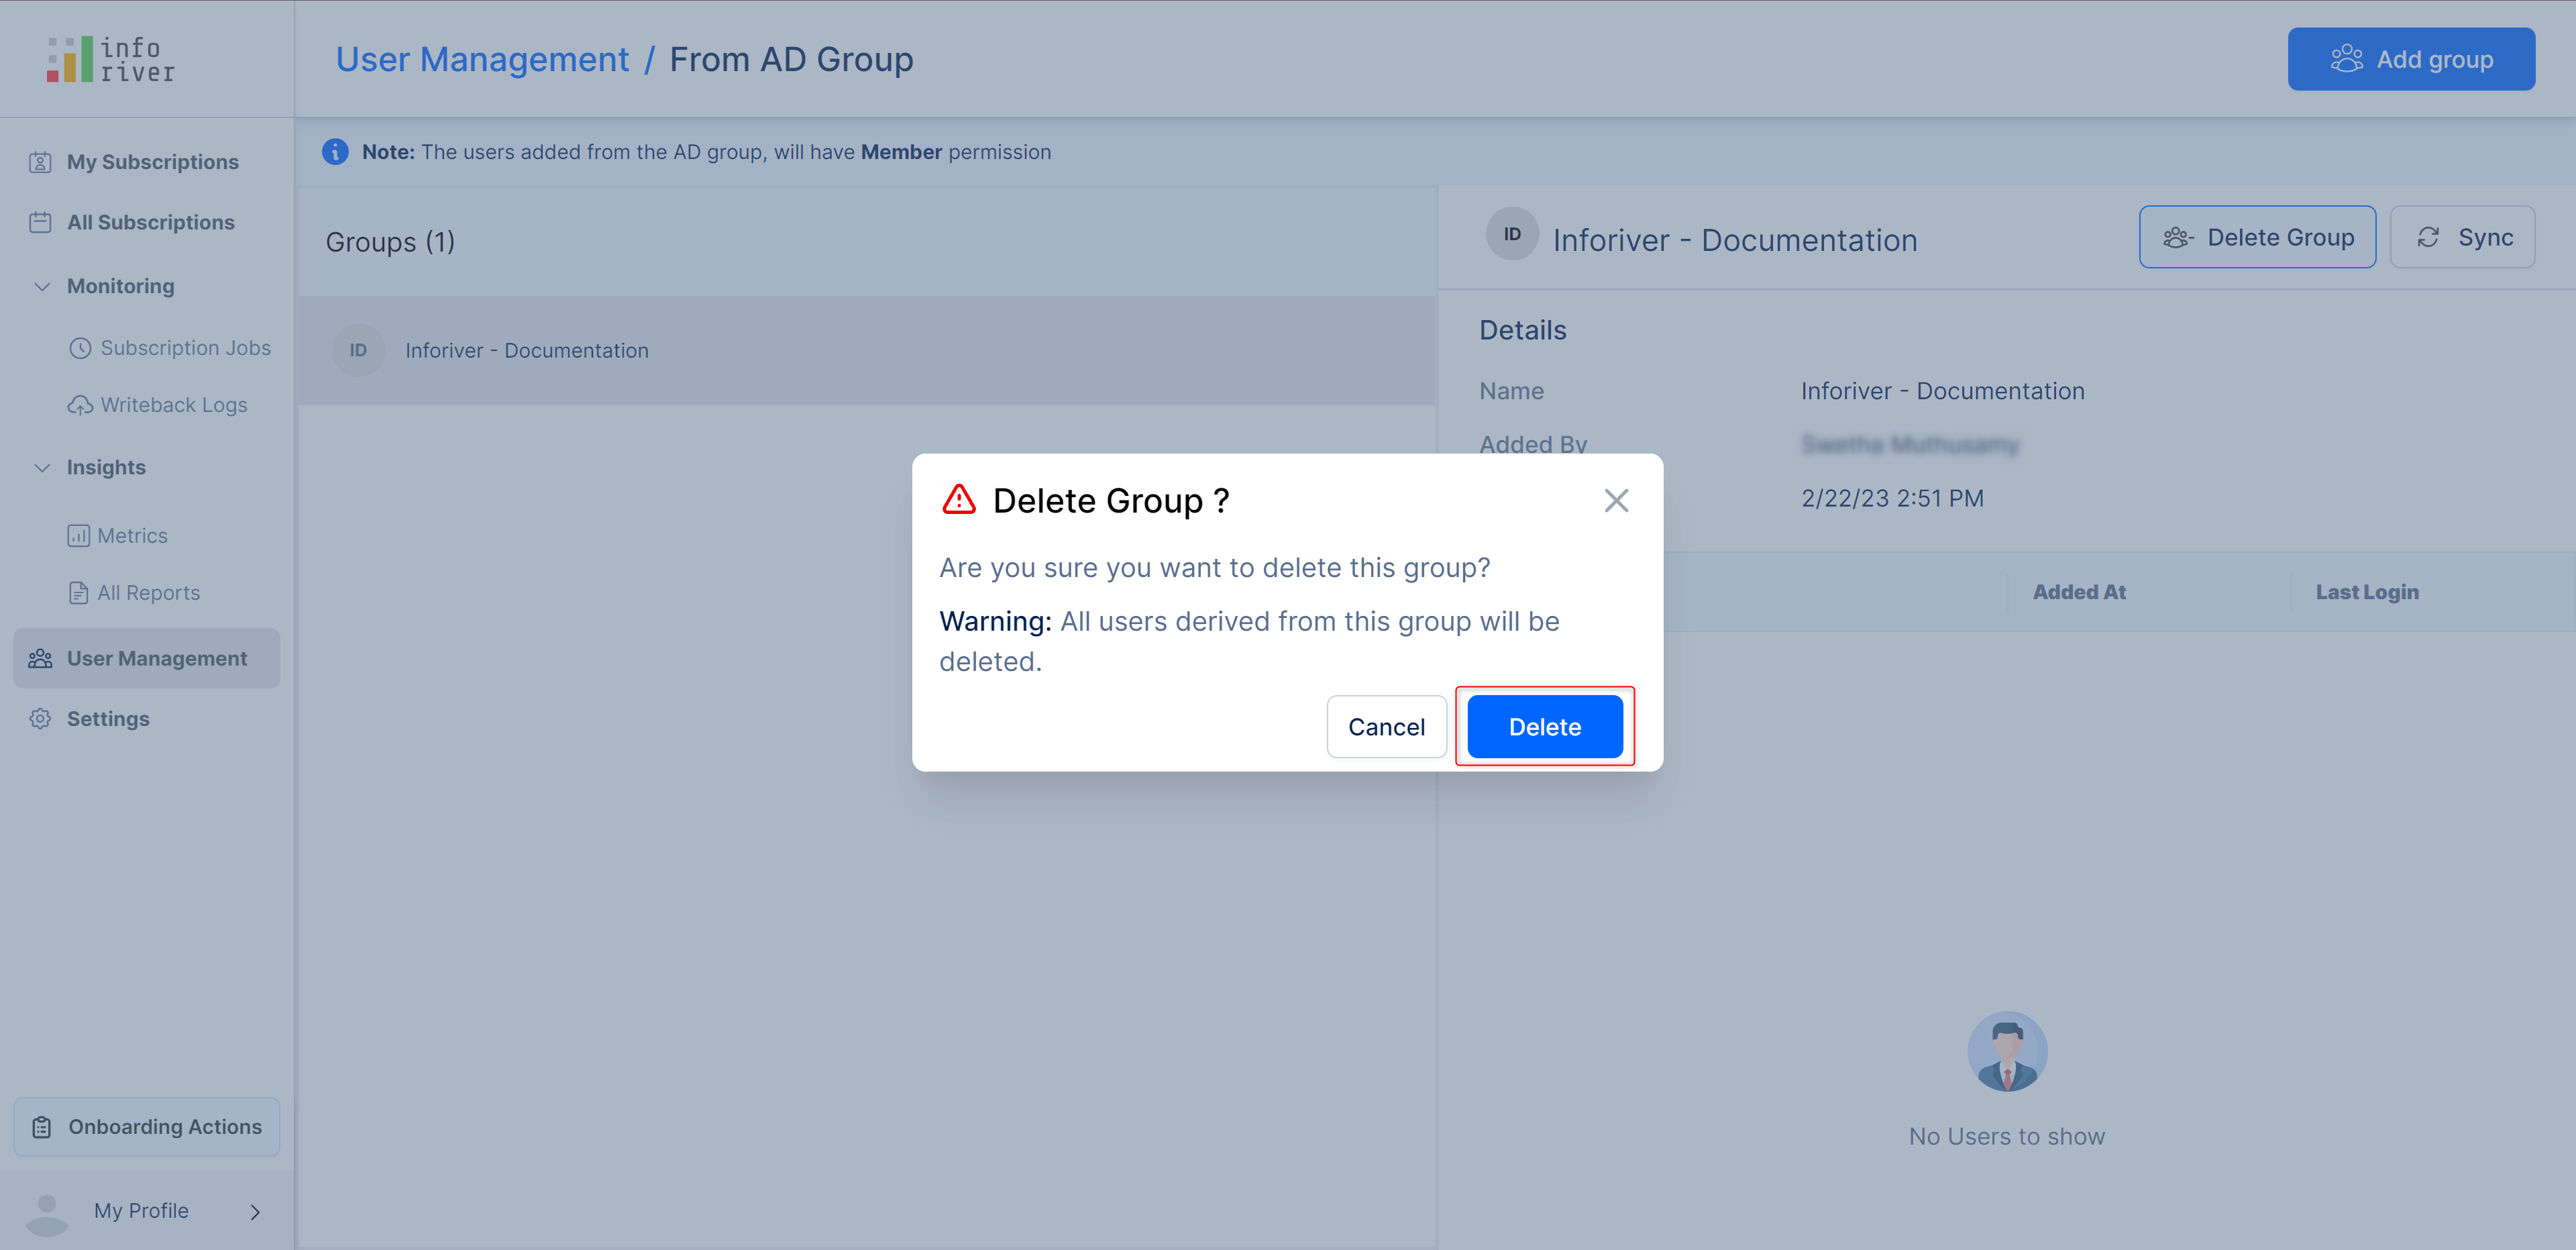 info
river
User Management / From AD Group
Add group
Note: The users added from the AD group, will have Member permission
My Subscriptions
All Subscriptions
Monitoring
Subscription Jobs
Writeback Logs
Insights
Metrics
All Reports
User Management
Settings
Onboarding Actions
My Profile
Groups (1)
ID Inforiver - Documentation
ID Inforiver - Documentation
Delete Group
Sync
Details
Name Inforiver - Documentation
Added By
2/22/23 2:51 PM
Added At Last Login
No Users to show
Delete Group ?
Are you sure you want to delete this group?
Warning: All users derived from this group will be
deleted.
Cancel Delete